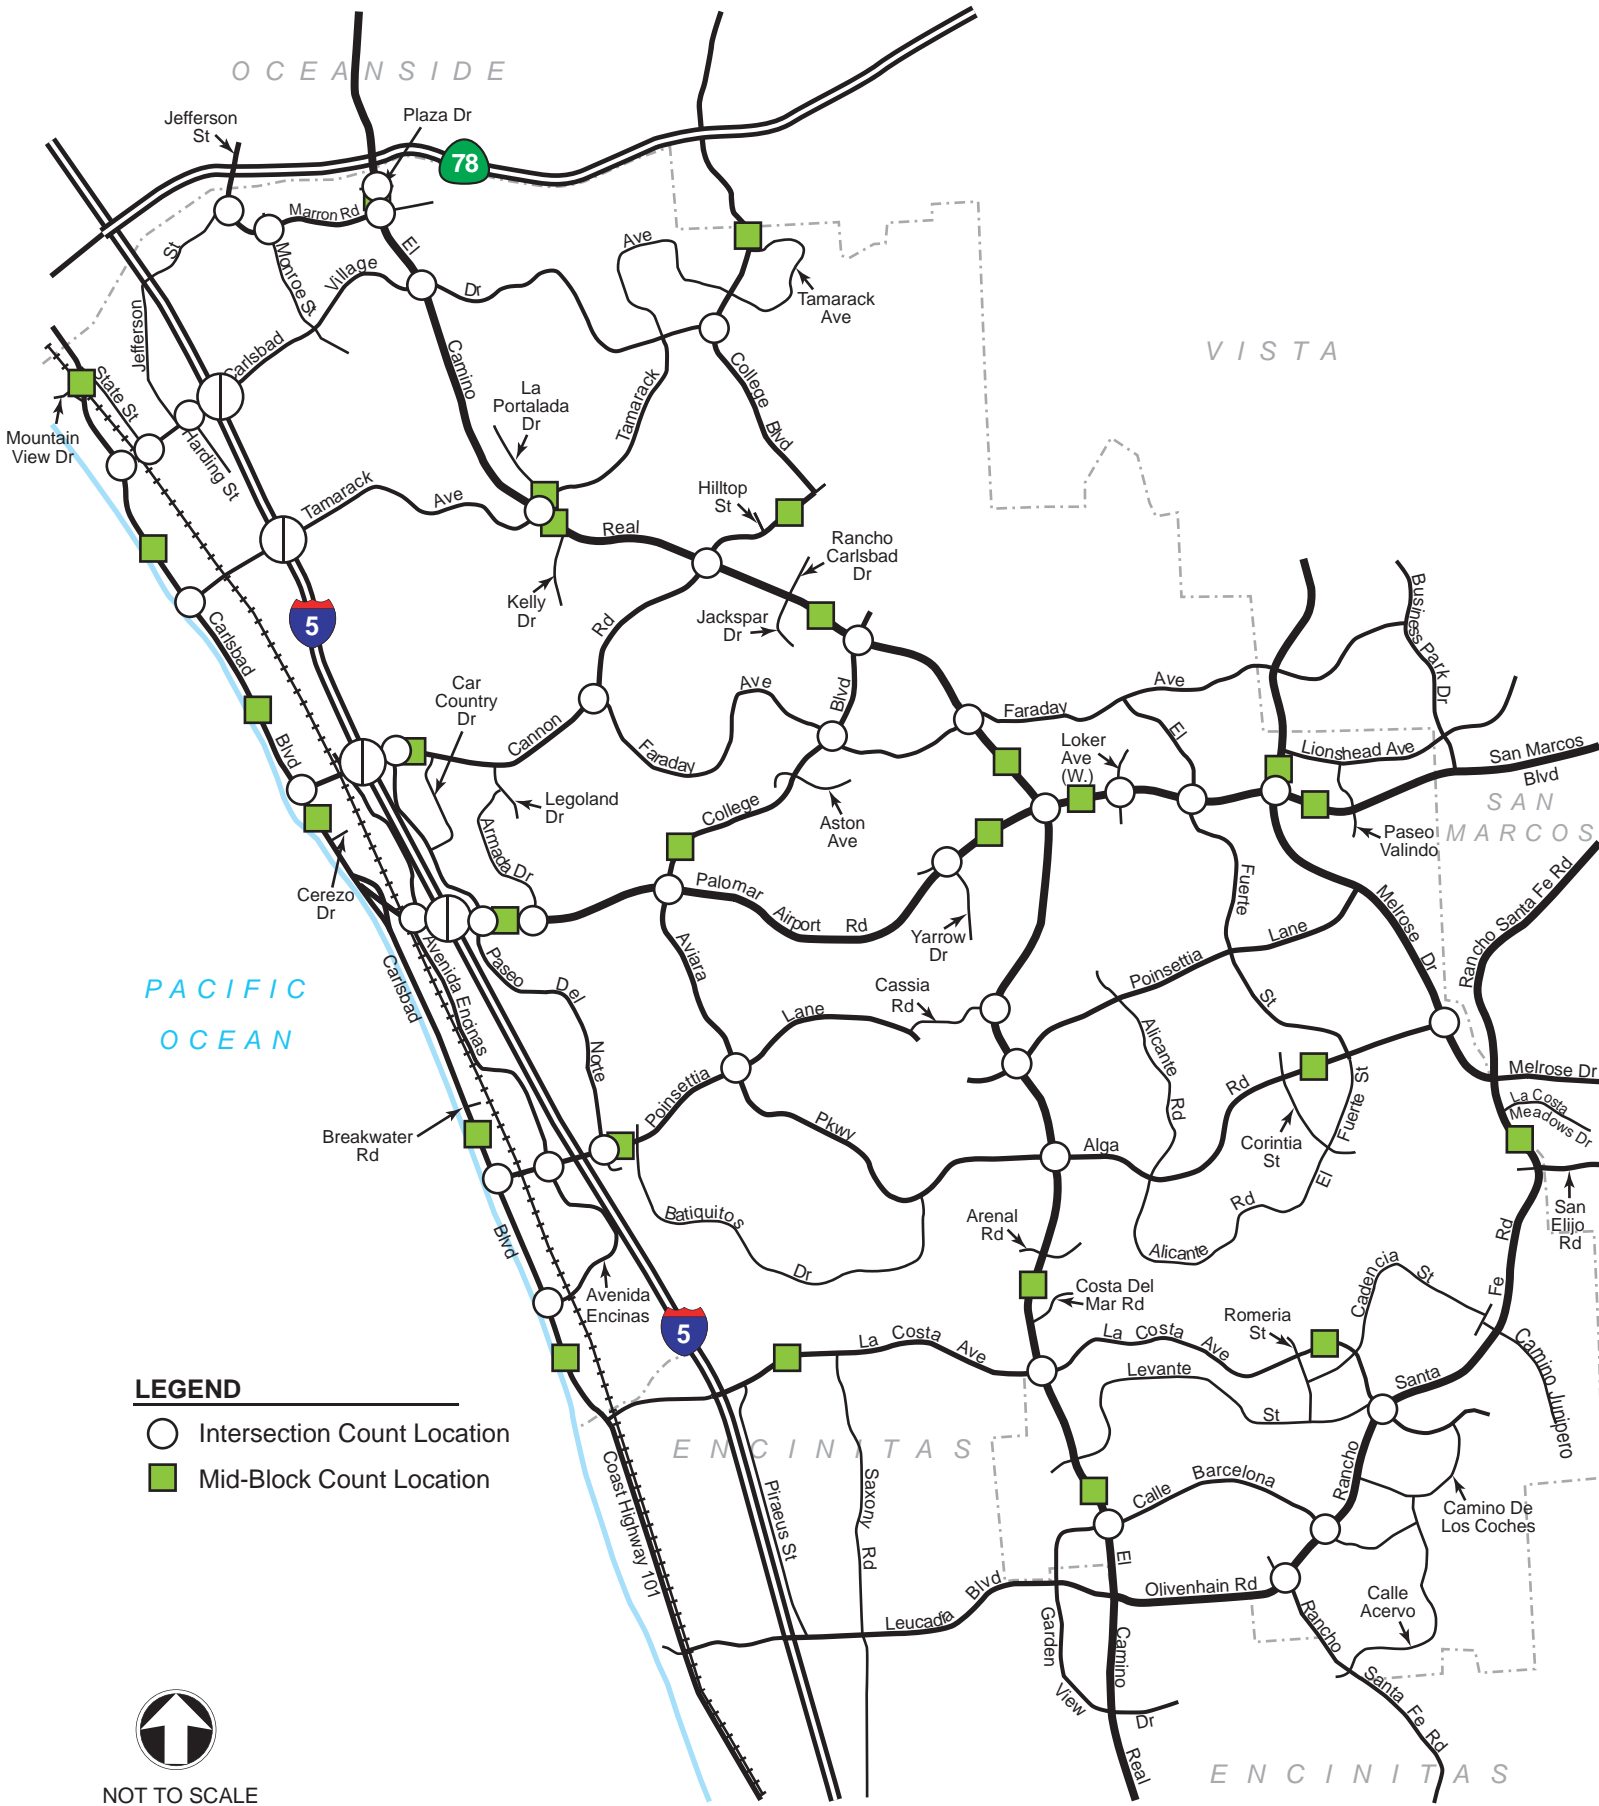 OCEANSIDE
Jefferson
St
Plaza Dr
78
Marron Rd
El
St
Monroe St
Village
Dr
Ave
Tamarack
Ave
Jefferson
Carlsbad
Camino
VISTA
State St
La
Portalada
Dr
Tamarack
College
Blvd
Mountain
View Dr
Harding St
Tamarack
Ave
Hilltop
St
Real
Rancho
Carlsbad
Dr
Kelly
Dr
Rd
Jackspar
Dr
5
Carlsbad
Business Park Dr
Car
Country
Dr
Ave
Blvd
Ave
Faraday
El
Blvd
Cannon
Faraday
Loker
Ave
(W.)
Lionshead Ave
San Marcos
Blvd
Legoland
Dr
College
Aston
Ave
SAN
MARCOS
Paseo
Valindo
Armada Dr
Cerezo
Dr
Palomar
Airport
Rd
Yarrow
Dr
Fuerte
Melrose
Dr
Rancho Santa Fe Rd
Avenida Encinas
Paseo
Del
Norte
Aviara
Lane
Poinsettia
Lane
Cassia
Rd
St
PACIFIC
OCEAN
Carlsbad
Alicante
Rd
Poinsettia
Melrose Dr
La Costa
Meadows Dr
Breakwater
Rd
Pkwy
Alga
Rd
Corintia
St
Fuerte St
El
San
Elijo
Rd
Batiquitos
Dr
Arenal
Rd
Alicante
Rd
Blvd
Avenida
Encinas
Costa Del
Mar Rd
Cadencia
St
Rd
Fe
Romeria
St
5
La Costa
Ave
La Costa
Ave
Levante
St
Santa
Camino Junipero
LEGEND
Intersection Count Location
Mid-Block Count Location
ENCINITAS
Coast Highway 101
Piraeus St
Saxony
Rd
Calle
Barcelona
Rancho
Camino De
Los Coches
El
Leucadia
Blvd
Olivenhain Rd
Calle
Acervo
Garden
View
Dr
Camino
Real
Rancho
Santa
Fe
Rd
ENCINITAS
NOT TO SCALE